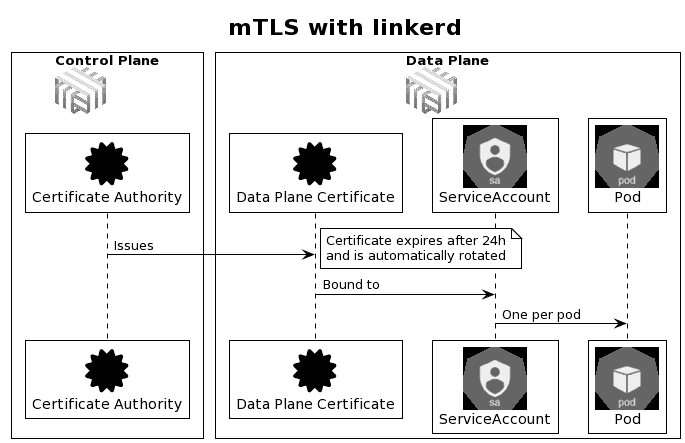 mTLS with linkerd
Control Plane
Data Plane
Certificate Authority
Data Plane Certificate
sa
ServiceAccount
pod
Pod
Issues
Certificate expires after 24h
and is automatically rotated
Bound to
One per pod
Certificate Authority
Data Plane Certificate
sa
ServiceAccount
pod
Pod